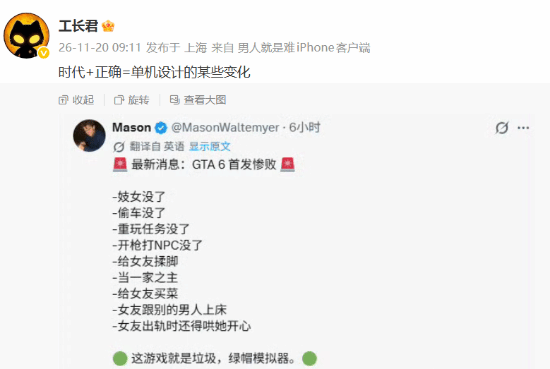 工长君
26-11-20 09:11 发布于 上海 来自 男人就是难iPhone客户端
时代+正确=单机设计的某些变化
收起 旋转 查看大图
Mason @MasonWaltemyer · 6小时
翻译自 英语 显示原文
🚨 最新消息：GTA 6 首发惨败 🚨
-妓女没了
-偷车没了
-重玩任务没了
-开枪打NPC没了
-给女友揉脚
-当一家之主
-给女友买菜
-女友跟别的男人上床
-女友出轨时还得哄她开心
🟢 这游戏就是垃圾，绿帽模拟器。🟢